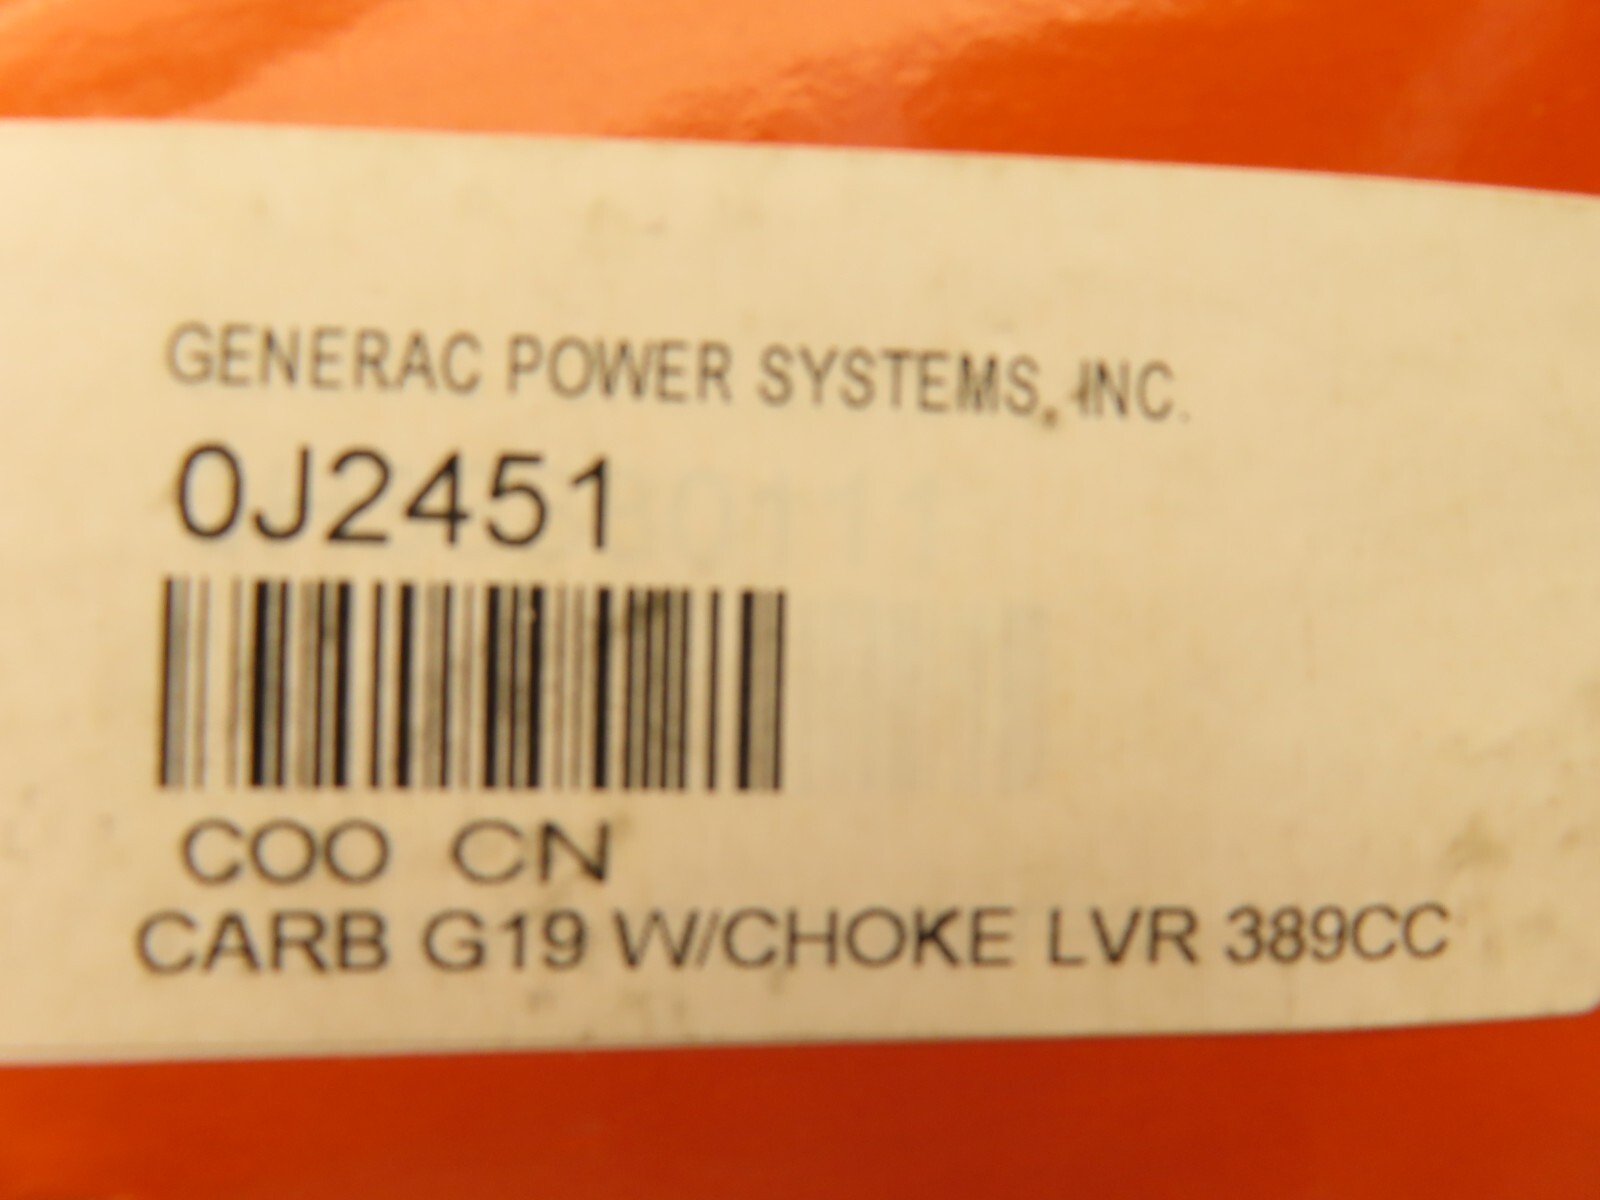 GENERAC POWER SYSTEMS, INC.
0J2451
COO CN
CARB G19 W/CHOKE LVR 389CC